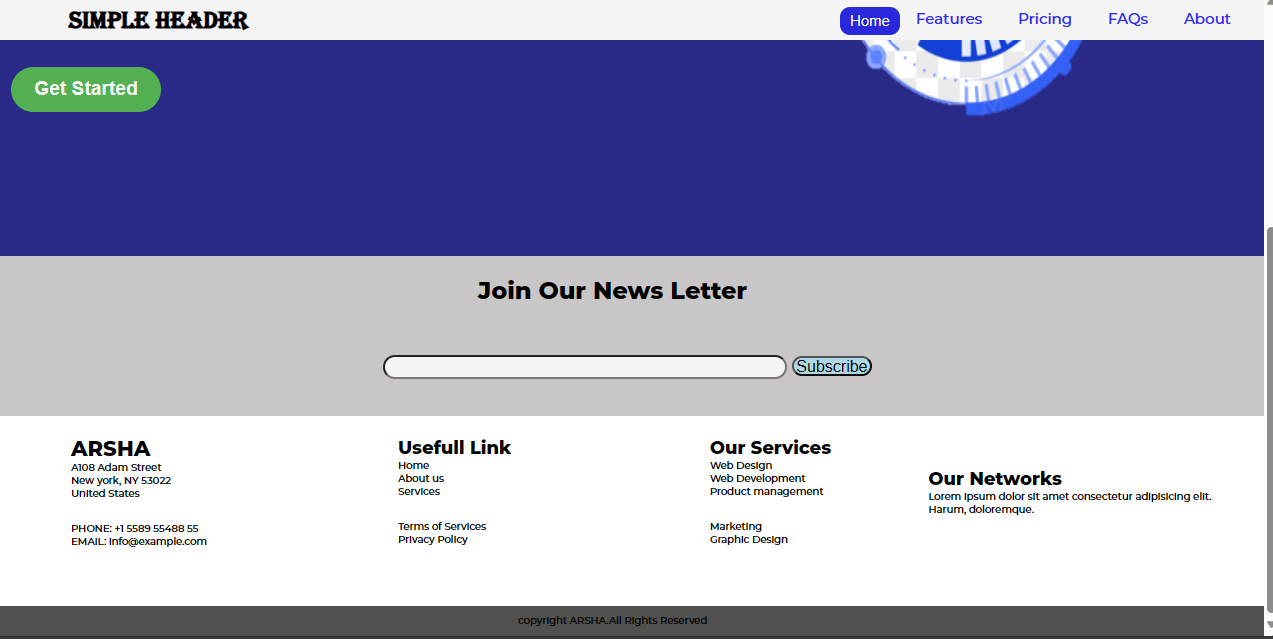 SIMPLE HEADER
Home Features Pricing FAQs About
Get Started
Join Our News Letter
Subscribe
ARSHA
A108 Adam Street
New york, NY 53022
United States
PHONE: +1 5589 55488 55
EMAIL: info@example.com
Usefull Link
Home
About us
Services
Terms of Services
Privacy Policy
Our Services
Web Design
Web Development
Product management
Marketing
Graphic Design
Our Networks
Lorem ipsum dolor sit amet consectetur adipisicing elit.
Harum, doloremque.
copyright ARSHA.All Rights Reserved